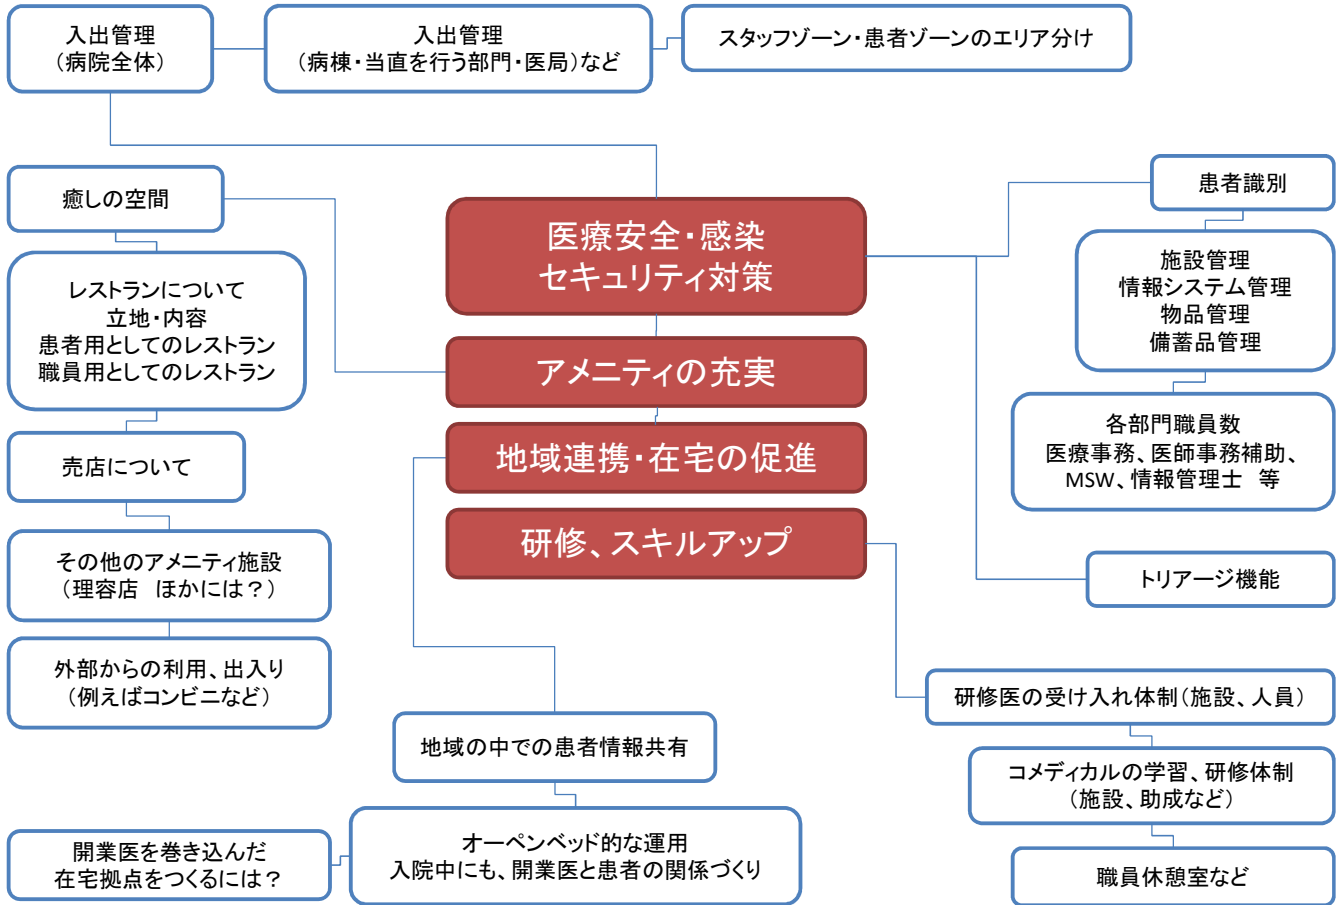 入出管理
（病院全体）
入出管理
（病棟・当直を行う部門・医局）など
スタッフゾーン・患者ゾーンのエリア分け
癒しの空間
レストランについて
立地・内容
患者用としてのレストラン
職員用としてのレストラン
売店について
その他のアメニティ施設
（理容店　ほかには？）
外部からの利用、出入り
（例えばコンビニなど）
医療安全・感染
セキュリティ対策
アメニティの充実
地域連携・在宅の促進
研修、スキルアップ
患者識別
施設管理
情報システム管理
物品管理
備蓄品管理
各部門職員数
医療事務、医師事務補助、
MSW、情報管理士　等
トリアージ機能
研修医の受け入れ体制（施設、人員）
コメディカルの学習、研修体制
（施設、助成など）
職員休憩室など
地域の中での患者情報共有
オーペンベッド的な運用
入院中にも、開業医と患者の関係づくり
開業医を巻き込んだ
在宅拠点をつくるには？